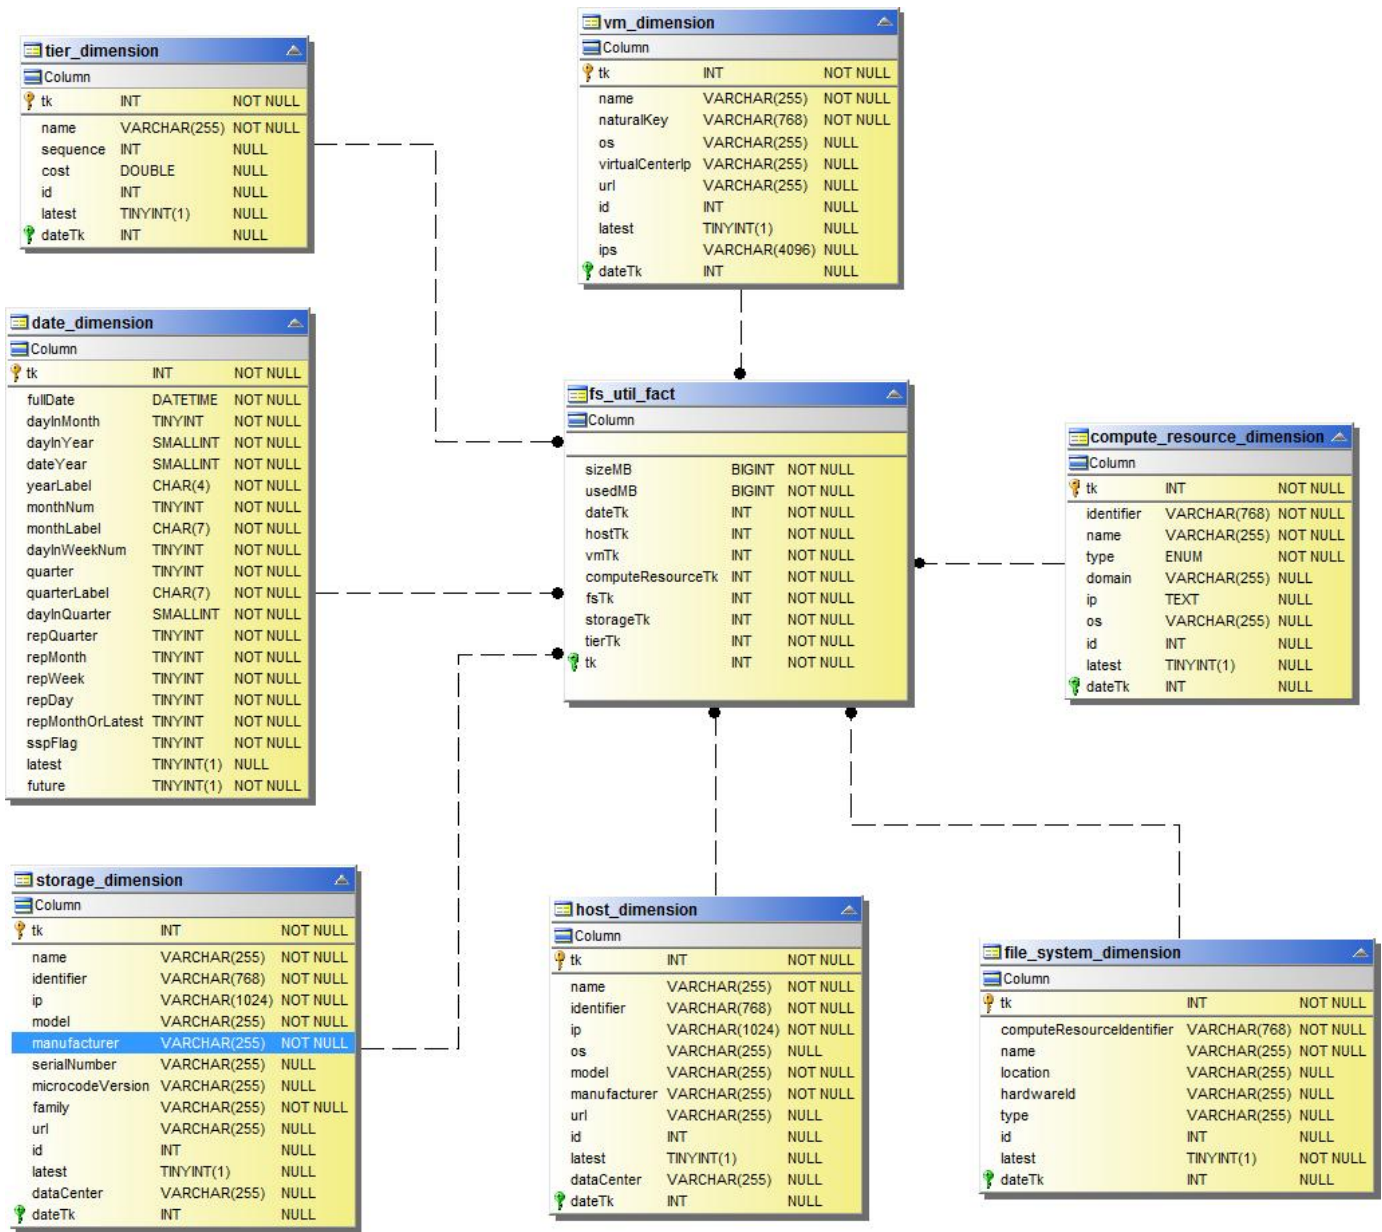 tier_dimension
Column
tk INT NOT NULL
name VARCHAR(255) NOT NULL
sequence INT NULL
cost DOUBLE NULL
id INT NULL
latest TINYINT(1) NULL
dateTk INT NULL
vm_dimension
Column
tk INT NOT NULL
name VARCHAR(255) NOT NULL
naturalKey VARCHAR(768) NOT NULL
os VARCHAR(255) NULL
virtualCenterIp VARCHAR(255) NULL
url VARCHAR(255) NULL
id INT NULL
latest TINYINT(1) NULL
ips VARCHAR(4096) NULL
dateTk INT NULL
date_dimension
Column
tk INT NOT NULL
fullDate DATETIME NOT NULL
dayInMonth TINYINT NOT NULL
dayInYear SMALLINT NOT NULL
dateYear SMALLINT NOT NULL
yearLabel CHAR(4) NOT NULL
monthNum TINYINT NOT NULL
monthLabel CHAR(7) NOT NULL
dayInWeekNum TINYINT NOT NULL
quarter TINYINT NOT NULL
quarterLabel CHAR(7) NOT NULL
dayInQuarter SMALLINT NOT NULL
repQuarter TINYINT NOT NULL
repMonth TINYINT NOT NULL
repWeek TINYINT NOT NULL
repDay TINYINT NOT NULL
repMonthOrLatest TINYINT NOT NULL
sspFlag TINYINT NOT NULL
latest TINYINT(1) NULL
future TINYINT(1) NOT NULL
fs_util_fact
Column
sizeMB BIGINT NOT NULL
usedMB BIGINT NOT NULL
dateTk INT NOT NULL
hostTk INT NOT NULL
vmTk INT NOT NULL
computeResourceTk INT NOT NULL
fsTk INT NOT NULL
storageTk INT NOT NULL
tierTk INT NOT NULL
tk INT NOT NULL
compute_resource_dimension
Column
tk INT NOT NULL
identifier VARCHAR(768) NOT NULL
name VARCHAR(255) NOT NULL
type ENUM NOT NULL
domain VARCHAR(255) NULL
ip TEXT NULL
os VARCHAR(255) NULL
id INT NULL
latest TINYINT(1) NULL
dateTk INT NULL
storage_dimension
Column
tk INT NOT NULL
name VARCHAR(255) NOT NULL
identifier VARCHAR(768) NOT NULL
ip VARCHAR(1024) NOT NULL
model VARCHAR(255) NOT NULL
manufacturer VARCHAR(255) NOT NULL
serialNumber VARCHAR(255) NULL
microcodeVersion VARCHAR(255) NULL
family VARCHAR(255) NOT NULL
url VARCHAR(255) NULL
id INT NULL
latest TINYINT(1) NULL
dataCenter VARCHAR(255) NULL
dateTk INT NULL
host_dimension
Column
tk INT NOT NULL
name VARCHAR(255) NOT NULL
identifier VARCHAR(768) NOT NULL
ip VARCHAR(1024) NOT NULL
os VARCHAR(255) NULL
model VARCHAR(255) NOT NULL
manufacturer VARCHAR(255) NOT NULL
url VARCHAR(255) NULL
id INT NULL
latest TINYINT(1) NULL
dataCenter VARCHAR(255) NULL
dateTk INT NULL
file_system_dimension
Column
tk INT NOT NULL
computeResourceIdentifier VARCHAR(768) NOT NULL
name VARCHAR(255) NOT NULL
location VARCHAR(255) NULL
hardwareId VARCHAR(255) NULL
type VARCHAR(255) NULL
id INT NULL
latest TINYINT(1) NOT NULL
dateTk INT NULL